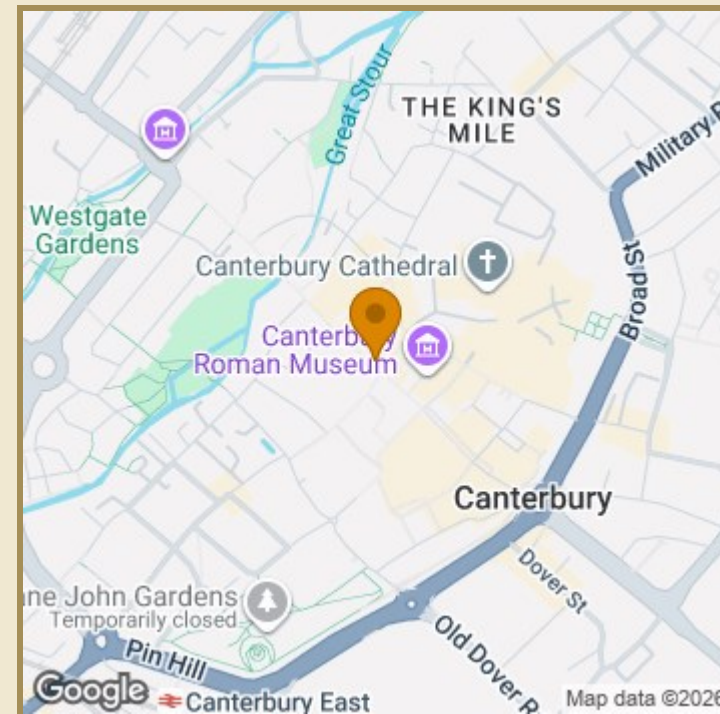 Great Stour
THE KING'S
MILE
Military R
Westgate
Gardens
Canterbury Cathedral
Broad St
Canterbury
Roman Museum
Canterbury
Dover St
ne John Gardens
Temporarily closed
Pin Hill
Old Dover R
Google
Canterbury East
Map data ©2026